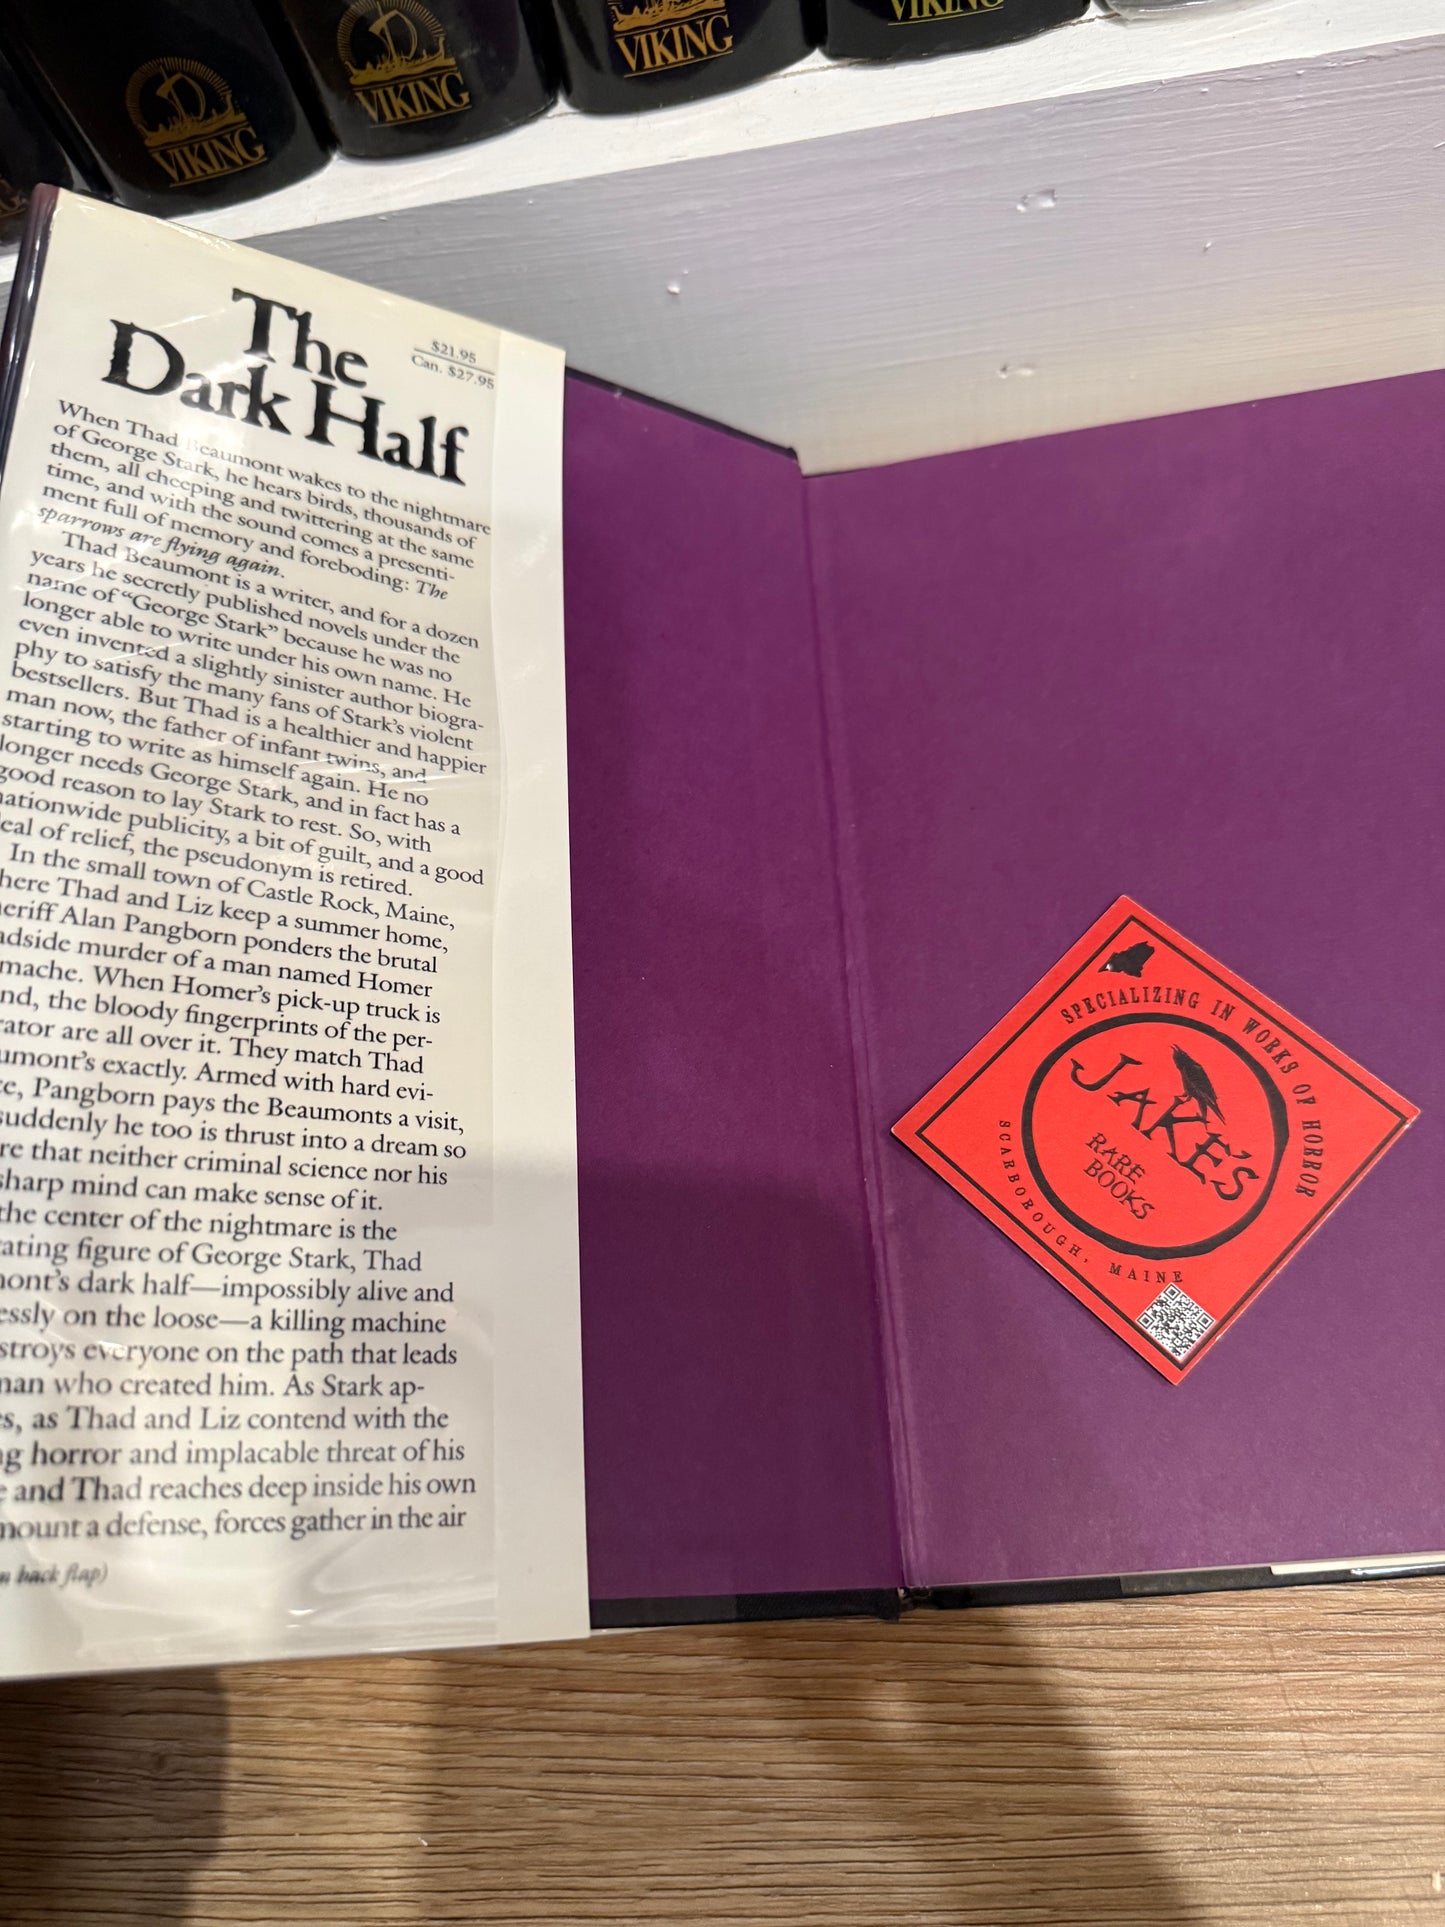 VIKING
VIKING
VIKING
VIKING
The
Dark Half
$21.95
Can. $27.95
When Thad Beaumont wakes to the nightmare
of George Stark, he hears birds, thousands of
them, all cheeping and twittering at the same
time, and with the sound comes a presenti-
ment full of memory and foreboding: The
sparrows are flying again.
Thad Beaumont is a writer, and for a dozen
years he secretly published novels under the
name of “George Stark” because he was no
longer able to write under his own name. He
even invented a slightly sinister author biogra-
phy to satisfy the many fans of Stark’s violent
bestsellers. But Thad is a healthier and happier
man now, the father of infant twins, and
starting to write as himself again. He no
longer needs George Stark, and in fact has a
good reason to lay Stark to rest. So, with
nationwide publicity, a bit of guilt, and a good
eal of relief, the pseudonym is retired.
In the small town of Castle Rock, Maine,
here Thad and Liz keep a summer home,
eriff Alan Pangborn ponders the brutal
adside murder of a man named Homer
mache. When Homer’s pick-up truck is
nd, the bloody fingerprints of the per-
rator are all over it. They match Thad
umont’s exactly. Armed with hard evi-
ce, Pangborn pays the Beaumonts a visit,
suddenly he too is thrust into a dream so
re that neither criminal science nor his
sharp mind can make sense of it.
the center of the nightmare is the
ating figure of George Stark, Thad
mont’s dark half—impossibly alive and
essly on the loose—a killing machine
stroys everyone on the path that leads
man who created him. As Stark ap-
s, as Thad and Liz contend with the
g horror and implacable threat of his
e and Thad reaches deep inside his own
mount a defense, forces gather in the air
n back flap)
SPECIALIZING IN WORKS OF HORROR
JAKE'S
RARE
BOOKS
SCARBOROUGH, MAINE